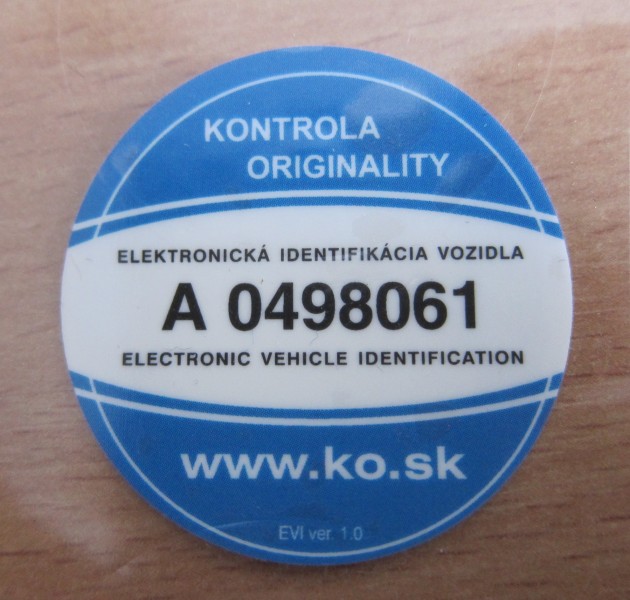 KONTROLA
ORIGINALITY
ELEKTRONICKÁ IDENTIFIKÁCIA VOZIDLA
A 0498061
ELECTRONIC VEHICLE IDENTIFICATION
www.ko.sk
EVI ver. 1.0